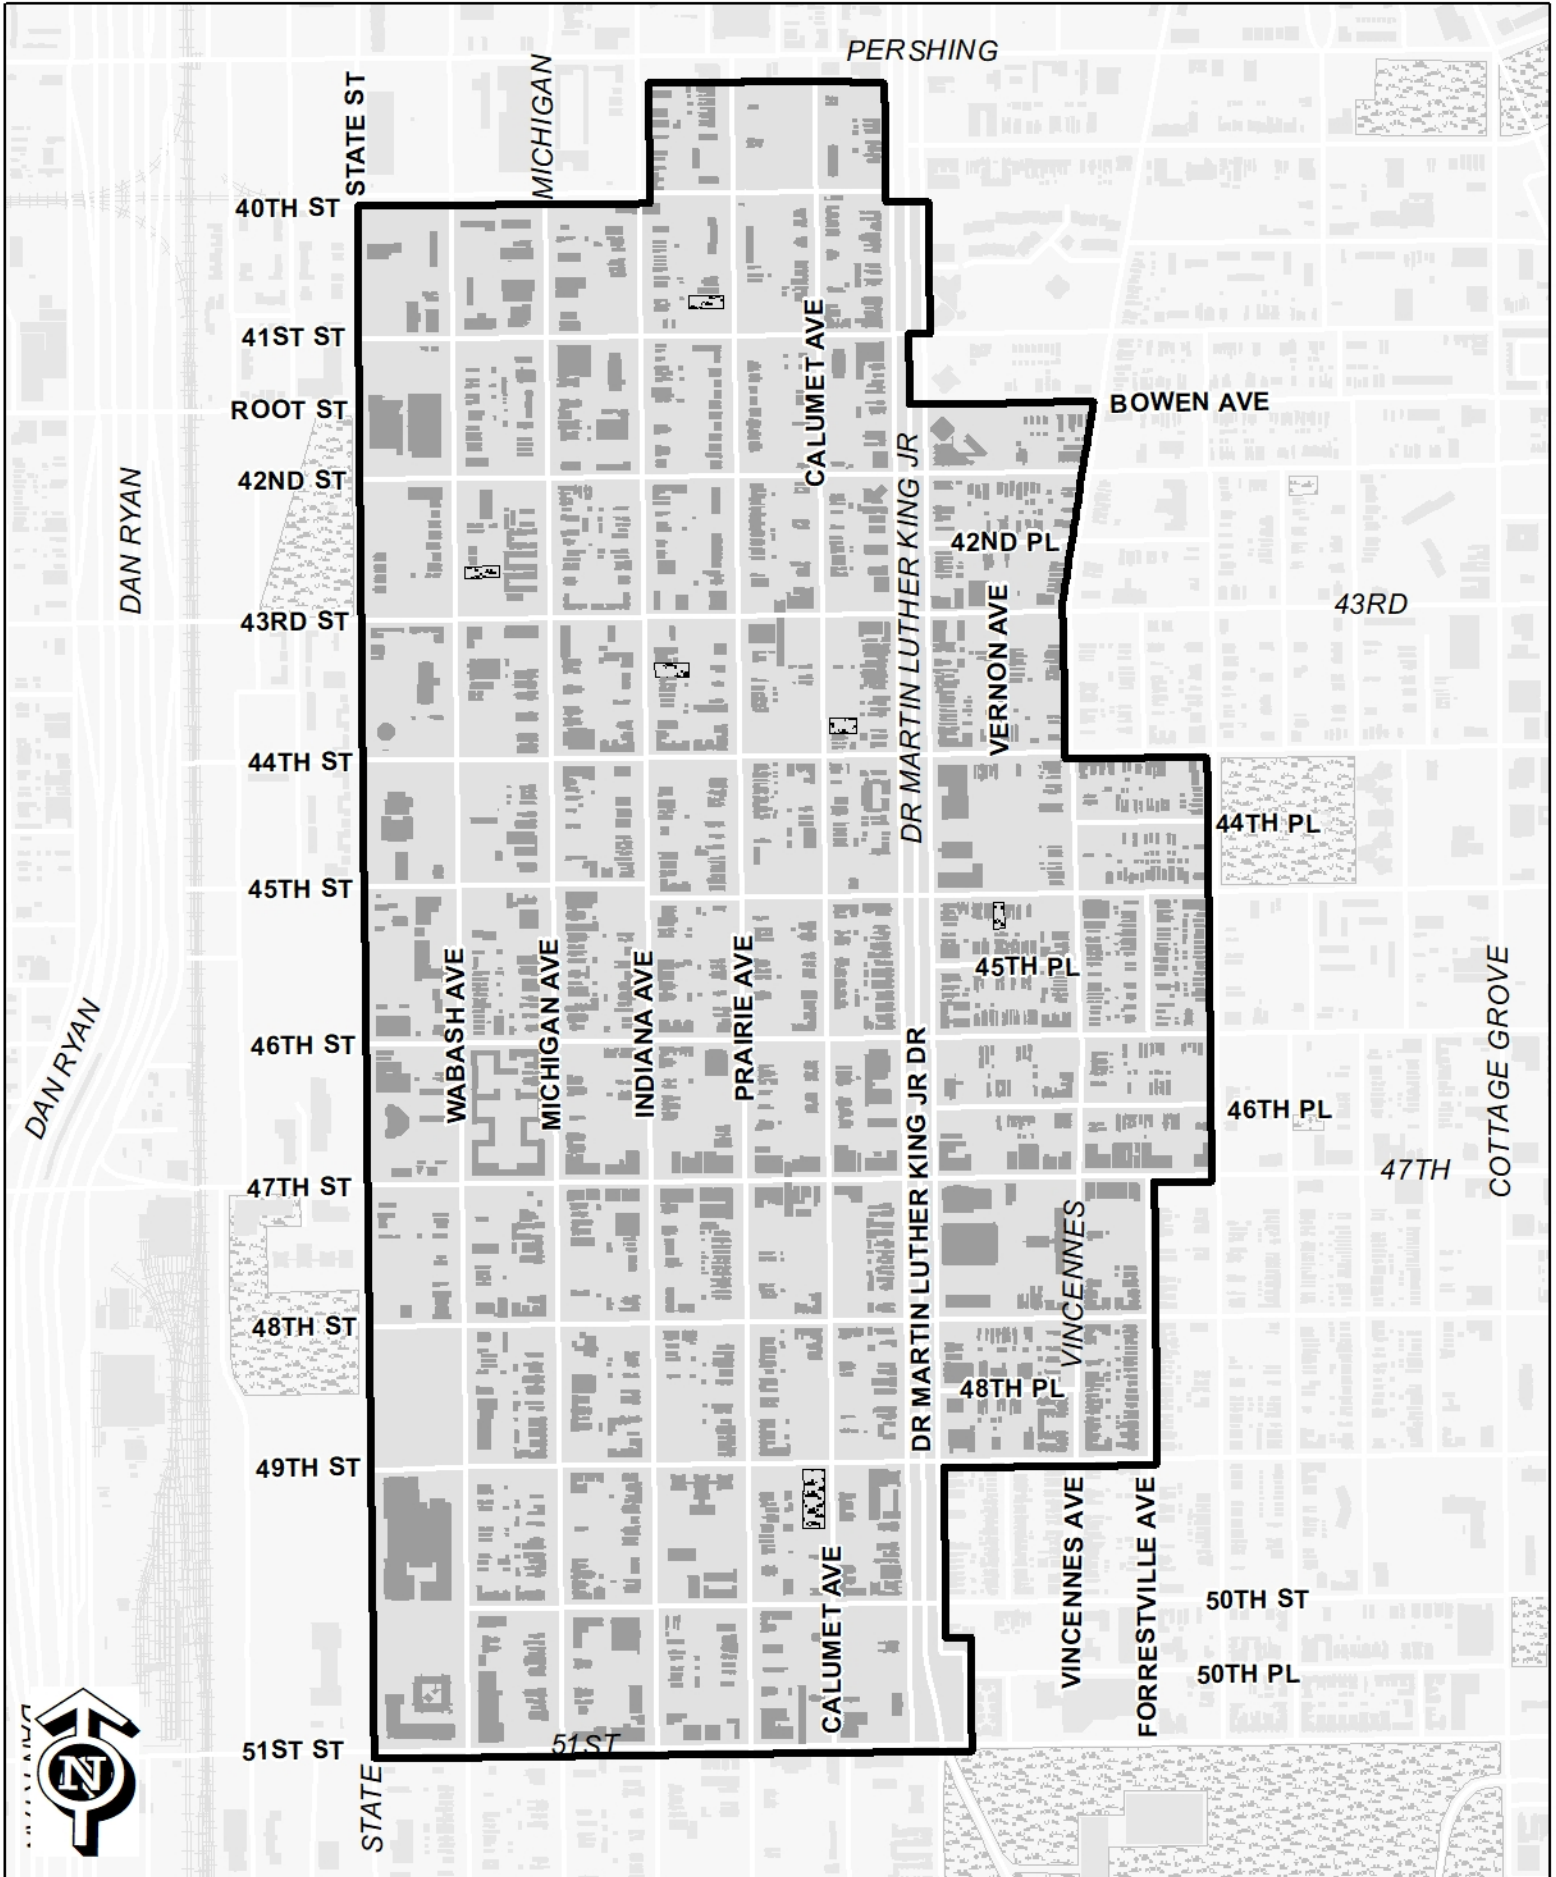 PERSHING
STATE ST
MICHIGAN
40TH ST
41ST ST
CALUMET AVE
ROOT ST
BOWEN AVE
42ND ST
DR MARTIN LUTHER KING JR
DAN RYAN
42ND PL
43RD ST
43RD
VERNON AVE
44TH ST
44TH PL
45TH ST
45TH PL
WABASH AVE
MICHIGAN AVE
INDIANA AVE
PRAIRIE AVE
DAN RYAN
46TH ST
COTTAGE GROVE
DR MARTIN LUTHER KING JR DR
46TH PL
47TH
47TH ST
VINCENNES
48TH ST
48TH PL
49TH ST
VINCENNES AVE
FORRESTVILLE AVE
CALUMET AVE
50TH ST
50TH PL
51ST ST
51ST
N
STATE